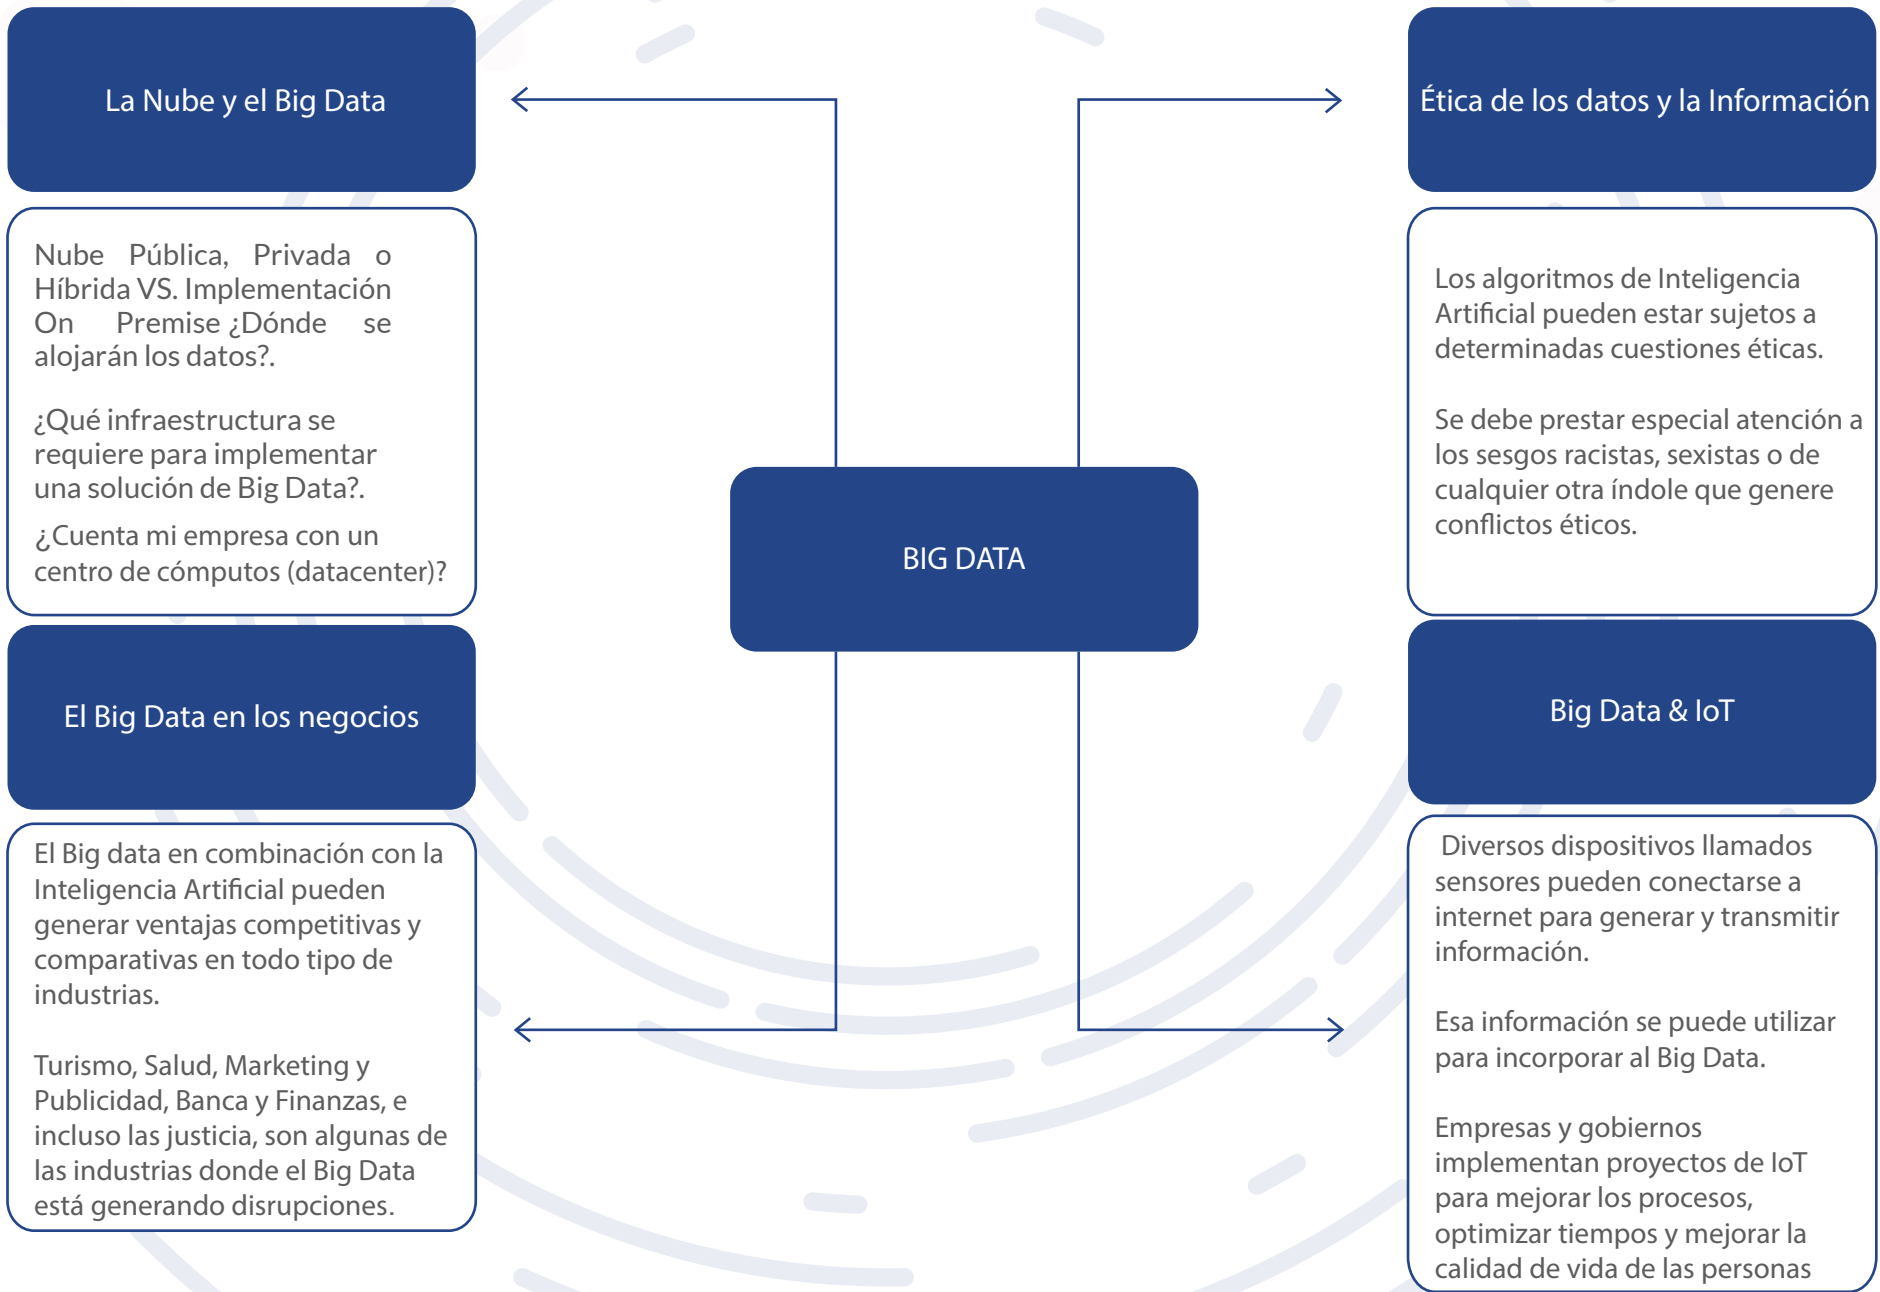 La Nube y el Big Data
Nube Pública, Privada o
Híbrida VS. Implementación
On Premise ¿Dónde se
alojarán los datos?.
¿Qué infraestructura se
requiere para implementar
una solución de Big Data?.
¿Cuenta mi empresa con un
centro de cómputos (datacenter)?
El Big Data en los negocios
El Big data en combinación con la
Inteligencia Artificial pueden
generar ventajas competitivas y
comparativas en todo tipo de
industrias.
Turismo, Salud, Marketing y
Publicidad, Banca y Finanzas, e
incluso las justicia, son algunas de
las industrias donde el Big Data
está generando disrupciones.
BIG DATA
Ética de los datos y la Información
Los algoritmos de Inteligencia
Artificial pueden estar sujetos a
determinadas cuestiones éticas.
Se debe prestar especial atención a
los sesgos racistas, sexistas o de
cualquier otra índole que genere
conflictos éticos.
Big Data & IoT
Diversos dispositivos llamados
sensores pueden conectarse a
internet para generar y transmitir
información.
Esa información se puede utilizar
para incorporar al Big Data.
Empresas y gobiernos
implementan proyectos de IoT
para mejorar los procesos,
optimizar tiempos y mejorar la
calidad de vida de las personas